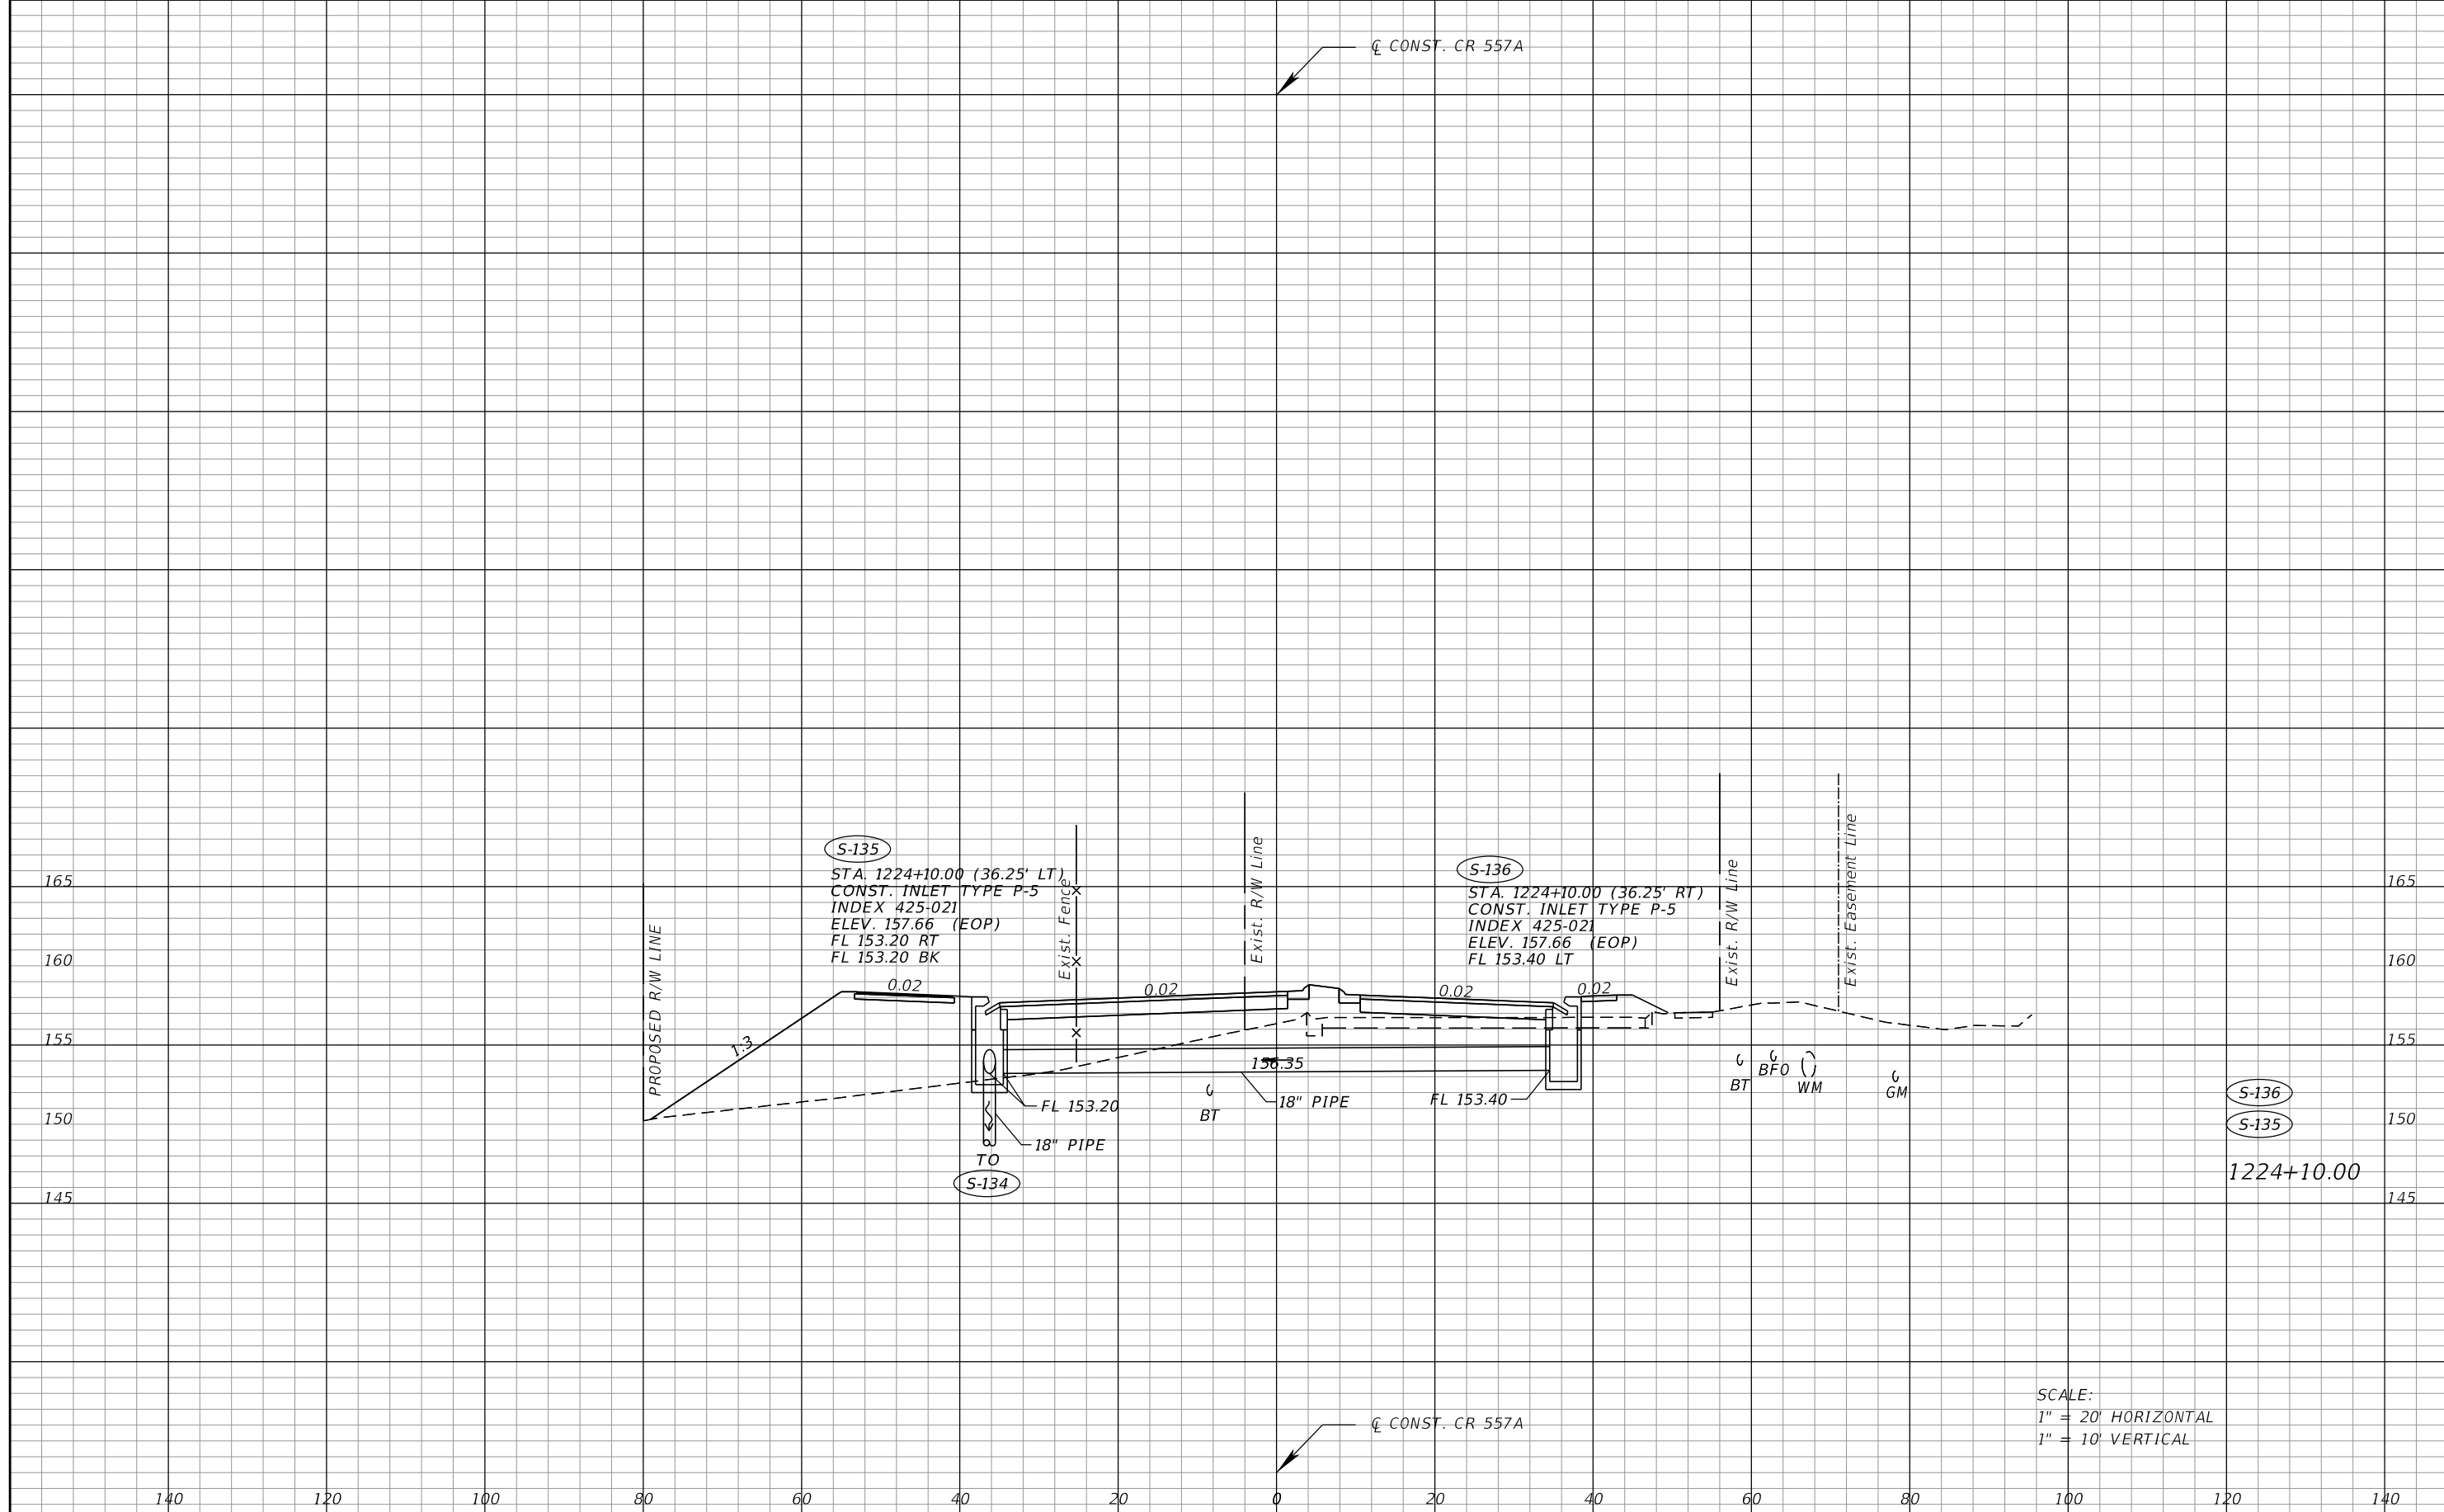 ℄ CONST. CR 557A
S-135
STA. 1224+10.00 (36.25' LT)
CONST. INLET TYPE P-5
INDEX 425-021
ELEV. 157.66 (EOP)
FL 153.20 RT
FL 153.20 BK
S-136
STA. 1224+10.00 (36.25' RT)
CONST. INLET TYPE P-5
INDEX 425-021
ELEV. 157.66 (EOP)
FL 153.40 LT
PROPOSED R/W LINE
Exist. Fence
Exist. R/W Line
Exist. R/W Line
Exist. Easement Line
165
165
160
160
155
155
150
150
145
145
1:3
0.02
0.02
0.02
0.02
156.35
FL 153.20
18" PIPE
TO
S-134
BT
18" PIPE
FL 153.40
BT
BFO
WM
GM
S-136
S-135
1224+10.00
℄ CONST. CR 557A
SCALE:
1" = 20' HORIZONTAL
1" = 10' VERTICAL
140
120
100
80
60
40
20
0
20
40
60
80
100
120
140